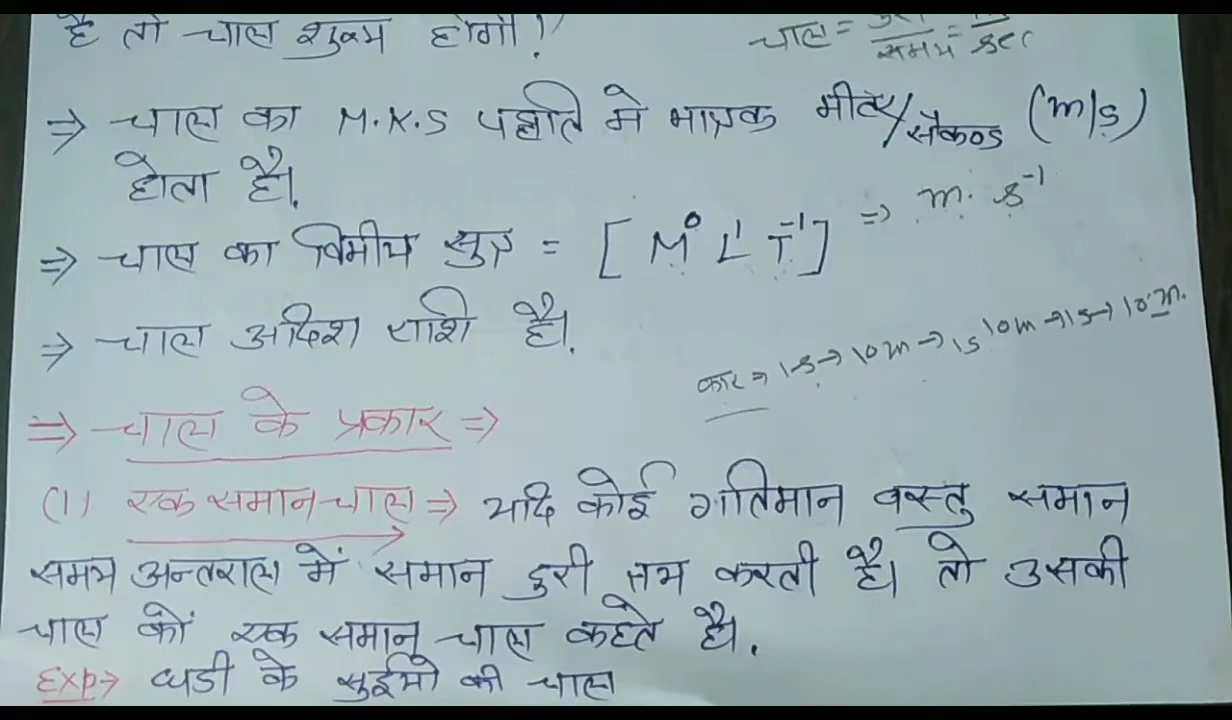 है तो चाल शुन्य होगी!
चाल = दुरी/समय = m/sec
⇒ चाल का M.K.S पद्धति मे मात्रक मीटर/सैकण्ड (m/s)
होता है।
⇒ चाल का विमीय सुत्र = [M⁰ L¹ T⁻¹] ⇒ m. s⁻¹
⇒ चाल अदिश राशि है।
कार ⇒ 1s → 10m → 1s 10m → 1s → 10m.
⇒ चाल के प्रकार ⇒
(1) एक समान चाल ⇒ यदि कोई गतिमान वस्तु समान
समय अन्तराल में समान दुरी तय करती है। तो उसकी
चाल कों एक समान चाल कहते है।
Exp → घडी के सुईयो की चाल